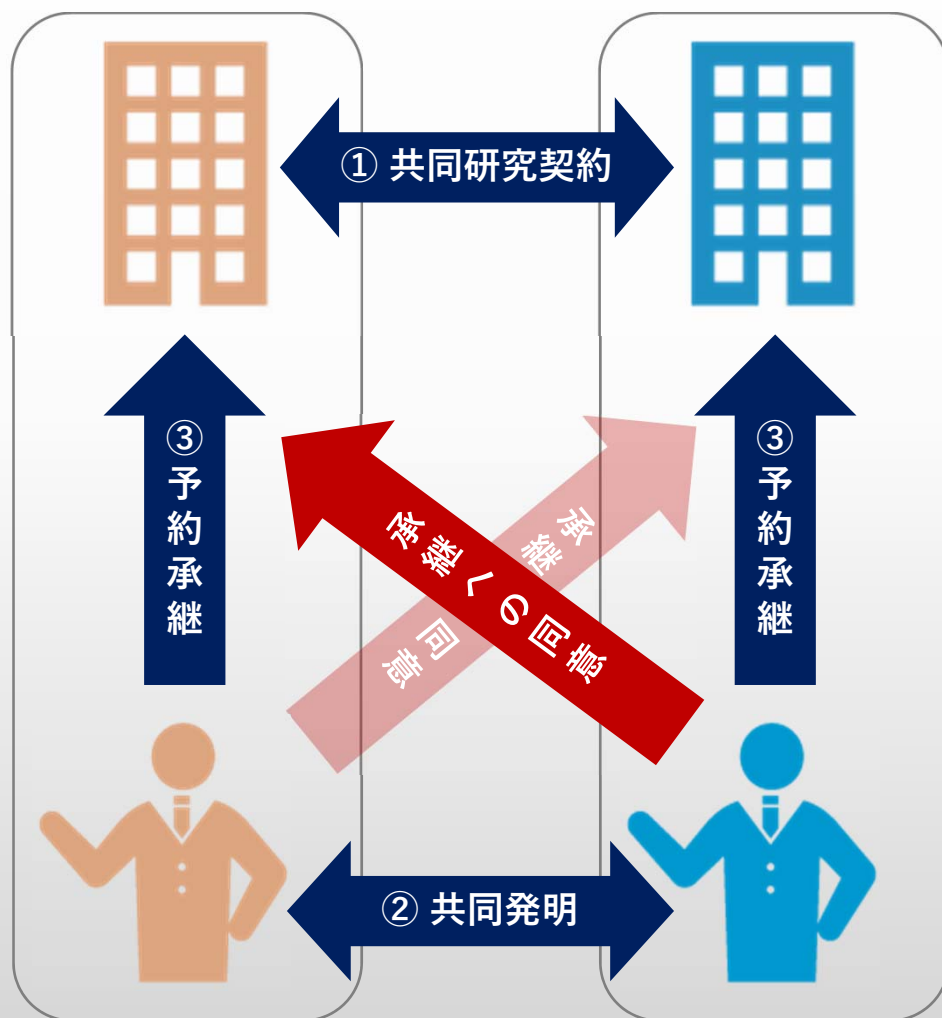 ① 共同研究契約
③予約承継
③予約承継
承継への同意
承継
同意
② 共同発明